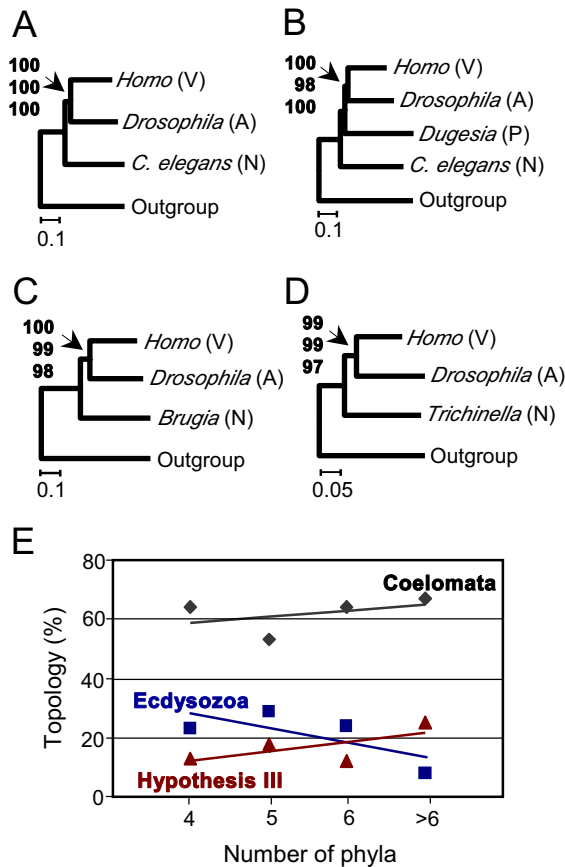 A
100
100
100
Homo (V)
Drosophila (A)
C. elegans (N)
Outgroup
0.1
B
100
98
100
Homo (V)
Drosophila (A)
Dugesia (P)
C. elegans (N)
Outgroup
0.1
C
100
99
98
Homo (V)
Drosophila (A)
Brugia (N)
Outgroup
0.1
D
99
99
97
Homo (V)
Drosophila (A)
Trichinella (N)
Outgroup
0.05
E
Topology (%)
80
60
40
20
0
Coelomata
Ecdysozoa
Hypothesis III
4
5
6
>6
Number of phyla